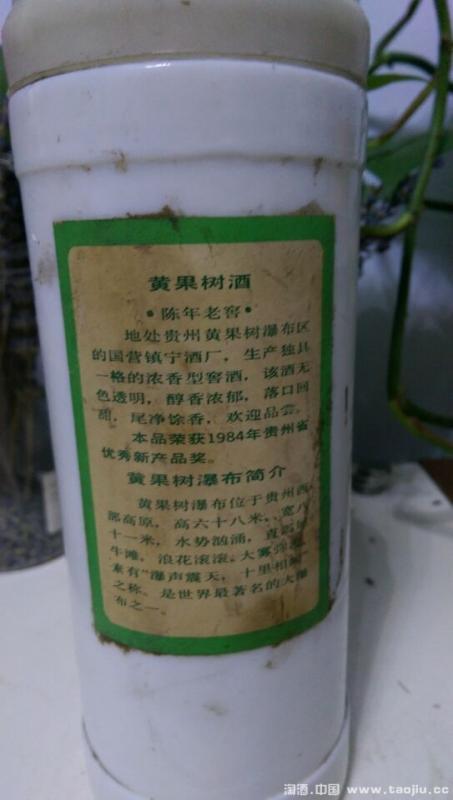 黄果树酒
·陈年老窖·
地处贵州黄果树瀑布区
的国营镇宁酒厂，生产独具
一格的浓香型窖酒，该酒无
色透明，醇香浓郁，落口回
甜，尾净馀香，欢迎品尝。
本品荣获1984年贵州省
优秀新产品奖。
黄果树瀑布简介
黄果树瀑布位于贵州西
部高原，高六十八米，宽八
十一米，水势汹涌，直泻犀
牛滩，浪花滚滚，大雾弥漫
素有“瀑声震天，十里相闻”
之称。是世界最著名的大瀑
布之一。
淘酒.中国 www.taojiu.cc